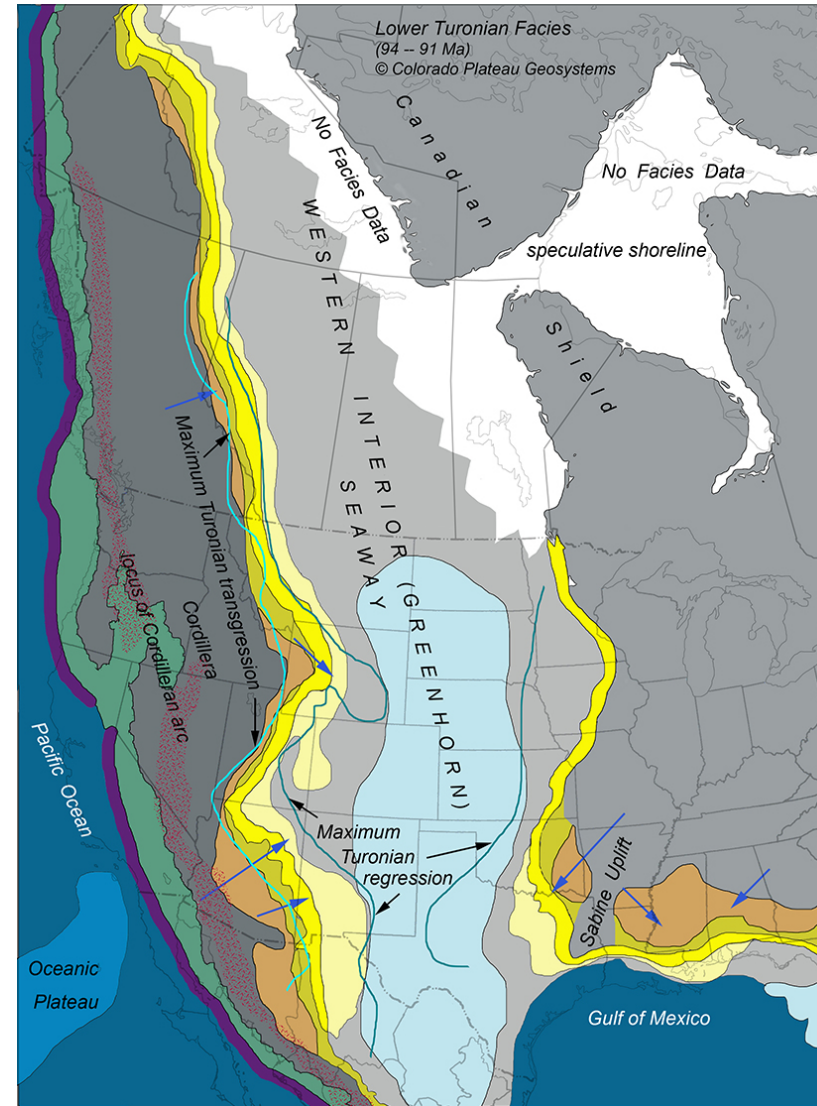 Lower Turonian Facies
(94 -- 91 Ma)
© Colorado Plateau Geosystems
Canadian
No Facies Data
No Facies Data
speculative shoreline
WESTERN INTERIOR (GREENHORN)
SEAWAY
Shield
Maximum Turonian transgression
locus of Cordilleran arc
Cordillera
Pacific Ocean
Maximum
Turonian
regression
Sabine Uplift
Oceanic
Plateau
Gulf of Mexico